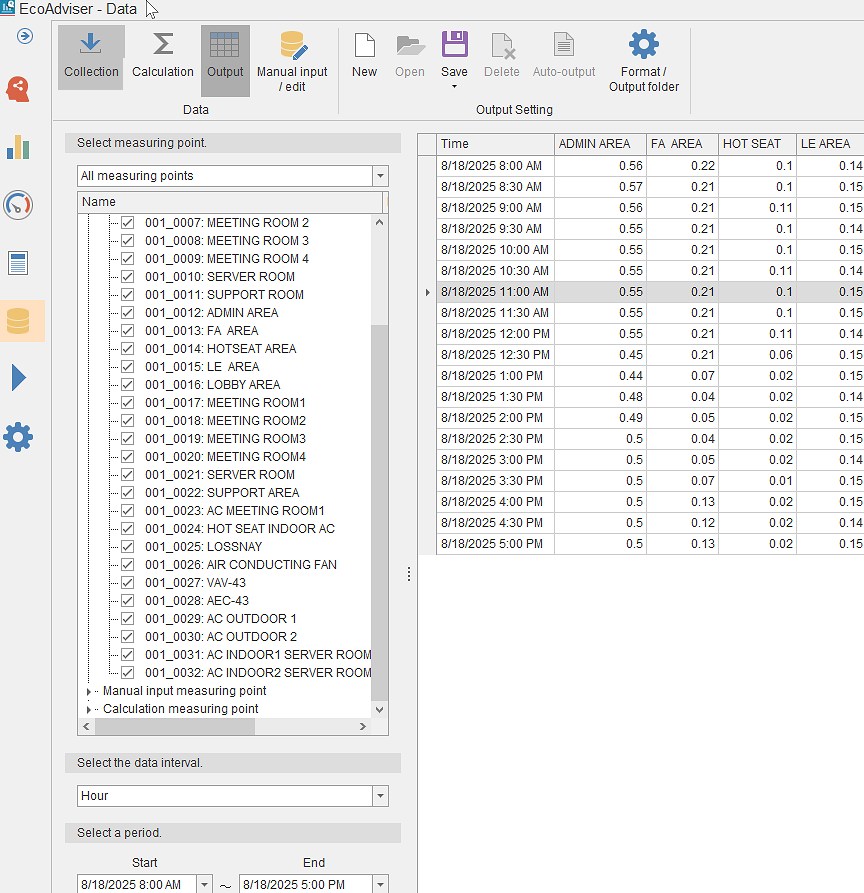 EcoAdviser - Data
Collection
Calculation
Output
Manual input
/ edit
New
Open
Save
Delete
Auto-output
Format /
Output folder
Data
Output Setting
Select measuring point.
All measuring points
Name
001_0007: MEETING ROOM 2
001_0008: MEETING ROOM 3
001_0009: MEETING ROOM 4
001_0010: SERVER ROOM
001_0011: SUPPORT ROOM
001_0012: ADMIN AREA
001_0013: FA  AREA
001_0014: HOTSEAT AREA
001_0015: LE  AREA
001_0016: LOBBY AREA
001_0017: MEETING ROOM1
001_0018: MEETING ROOM2
001_0019: MEETING ROOM3
001_0020: MEETING ROOM4
001_0021: SERVER ROOM
001_0022: SUPPORT AREA
001_0023: AC MEETING ROOM1
001_0024: HOT SEAT INDOOR AC
001_0025: LOSSNAY
001_0026: AIR CONDUCTING FAN
001_0027: VAV-43
001_0028: AEC-43
001_0029: AC OUTDOOR 1
001_0030: AC OUTDOOR 2
001_0031: AC INDOOR1 SERVER ROOM
001_0032: AC INDOOR2 SERVER ROOM
Manual input measuring point
Calculation measuring point
Select the data interval.
Hour
Select a period.
Start End
8/18/2025 8:00 AM ~ 8/18/2025 5:00 PM
Time ADMIN AREA FA  AREA HOT SEAT LE AREA
8/18/2025 8:00 AM 0.56 0.22 0.1 0.14
8/18/2025 8:30 AM 0.57 0.21 0.1 0.15
8/18/2025 9:00 AM 0.56 0.21 0.11 0.15
8/18/2025 9:30 AM 0.55 0.21 0.1 0.14
8/18/2025 10:00 AM 0.55 0.21 0.1 0.15
8/18/2025 10:30 AM 0.55 0.21 0.11 0.14
8/18/2025 11:00 AM 0.55 0.21 0.1 0.15
8/18/2025 11:30 AM 0.55 0.21 0.1 0.15
8/18/2025 12:00 PM 0.55 0.21 0.11 0.14
8/18/2025 12:30 PM 0.45 0.21 0.06 0.15
8/18/2025 1:00 PM 0.44 0.07 0.02 0.15
8/18/2025 1:30 PM 0.48 0.04 0.02 0.14
8/18/2025 2:00 PM 0.49 0.05 0.02 0.15
8/18/2025 2:30 PM 0.5 0.04 0.02 0.15
8/18/2025 3:00 PM 0.5 0.05 0.02 0.14
8/18/2025 3:30 PM 0.5 0.07 0.01 0.15
8/18/2025 4:00 PM 0.5 0.13 0.02 0.15
8/18/2025 4:30 PM 0.5 0.12 0.02 0.14
8/18/2025 5:00 PM 0.5 0.13 0.02 0.15